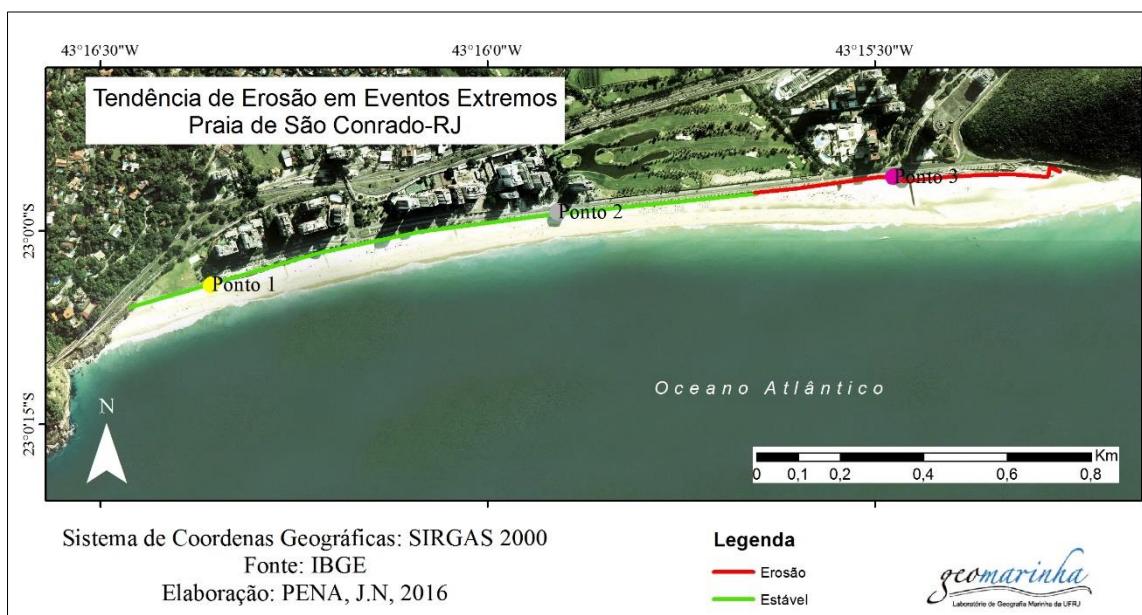 43°16'30"W
43°16'0"W
43°15'30"W
Tendência de Erosão em Eventos Extremos
Praia de São Conrado-RJ
Ponto 3
Ponto 2
23°0'0"S
Ponto 1
Oceano Atlântico
23°0'15"S
N
Km
0 0,1 0,2 0,4 0,6 0,8
Sistema de Coordenas Geográficas: SIRGAS 2000
Fonte: IBGE
Elaboração: PENA, J.N, 2016
Legenda
Erosão
Estável
geomarinha
Laboratório de Geografia Marinha da UFRJ